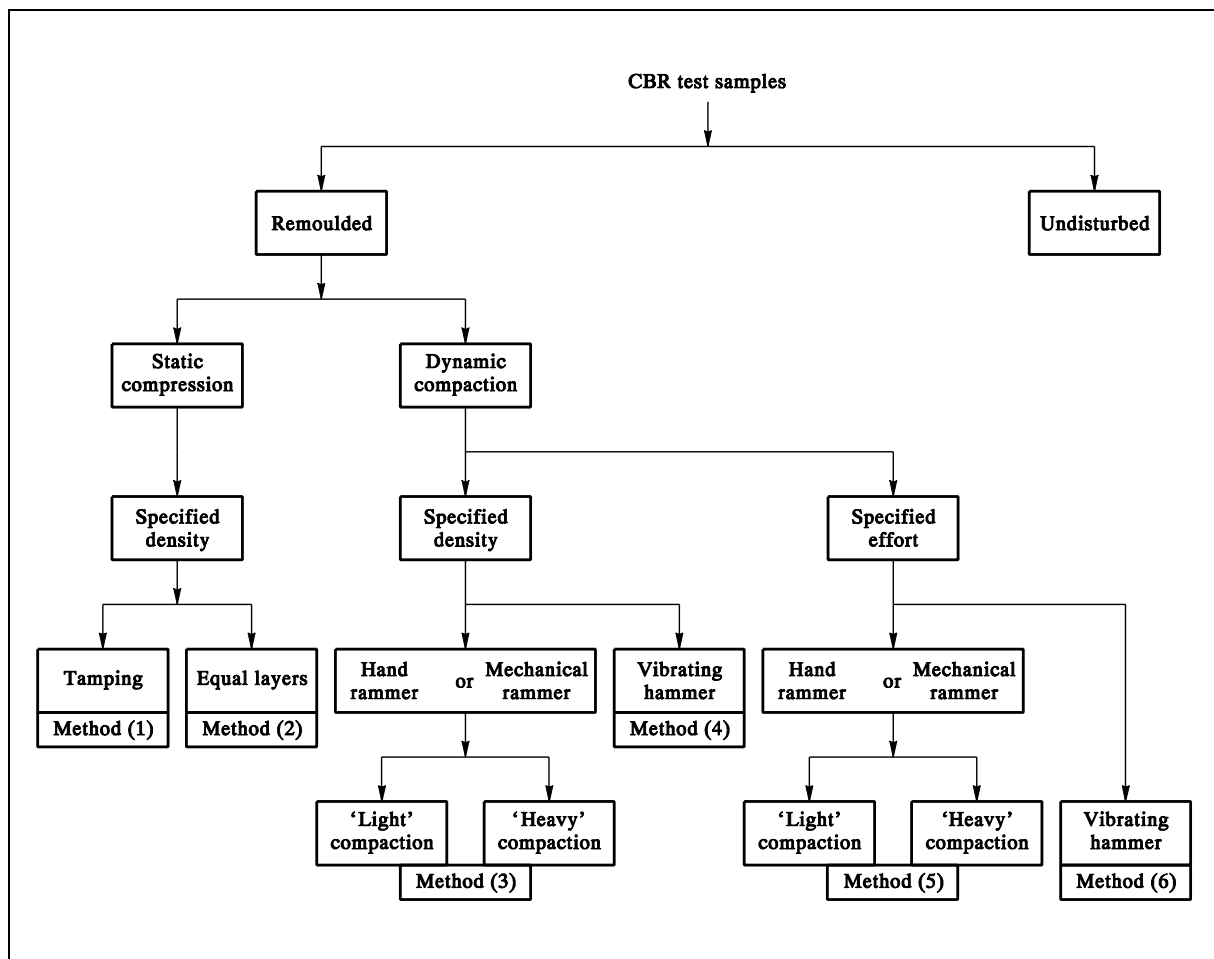 CBR test samples
Remoulded
Undisturbed
Static
compression
Dynamic
compaction
Specified
density
Specified
density
Specified
effort
Tamping
Method (1)
Equal layers
Method (2)
Hand
rammer
or
Mechanical
rammer
Vibrating
hammer
Method (4)
Hand
rammer
or
Mechanical
rammer
‘Light’
compaction
‘Heavy’
compaction
Method (3)
‘Light’
compaction
‘Heavy’
compaction
Method (5)
Vibrating
hammer
Method (6)